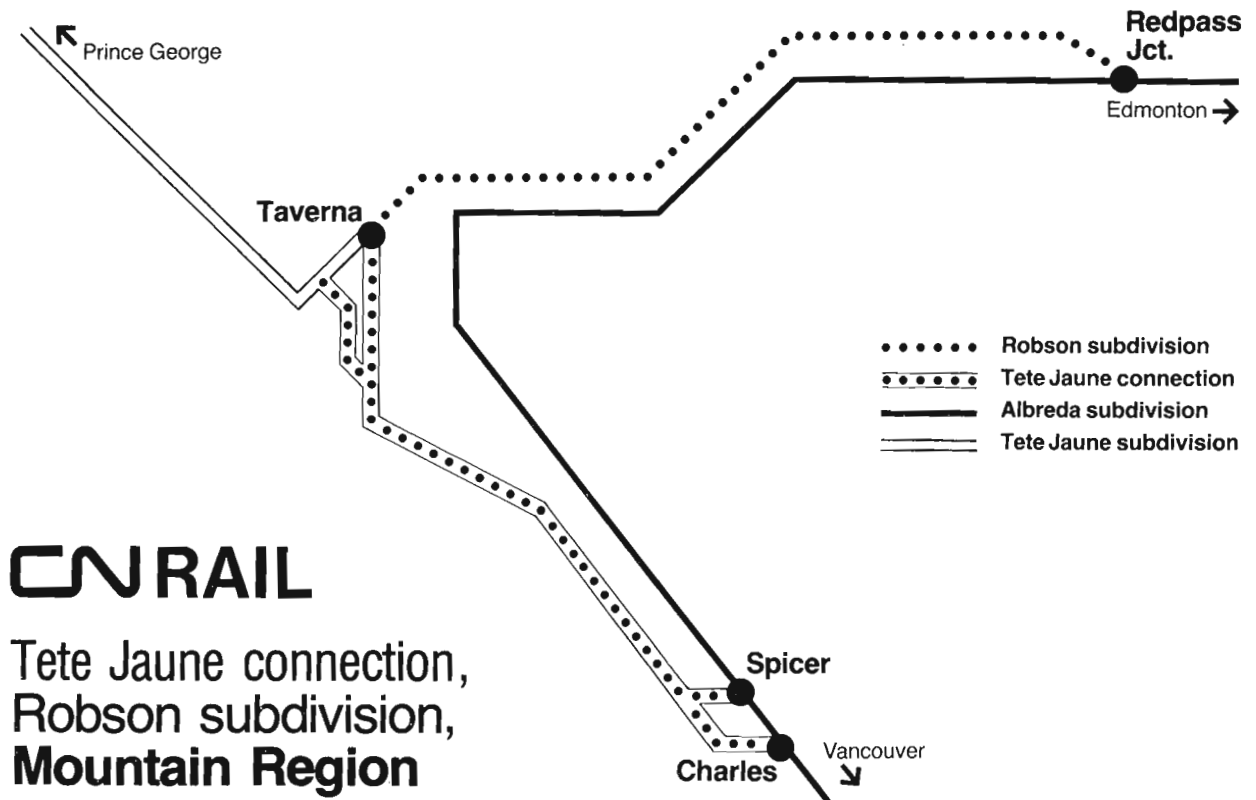 Redpass
Jct.
Prince George
Edmonton
Taverna
Robson subdivision
Tete Jaune connection
Albreda subdivision
Tete Jaune subdivision
CN RAIL
Tete Jaune connection,
Robson subdivision,
Mountain Region
Spicer
Vancouver
Charles